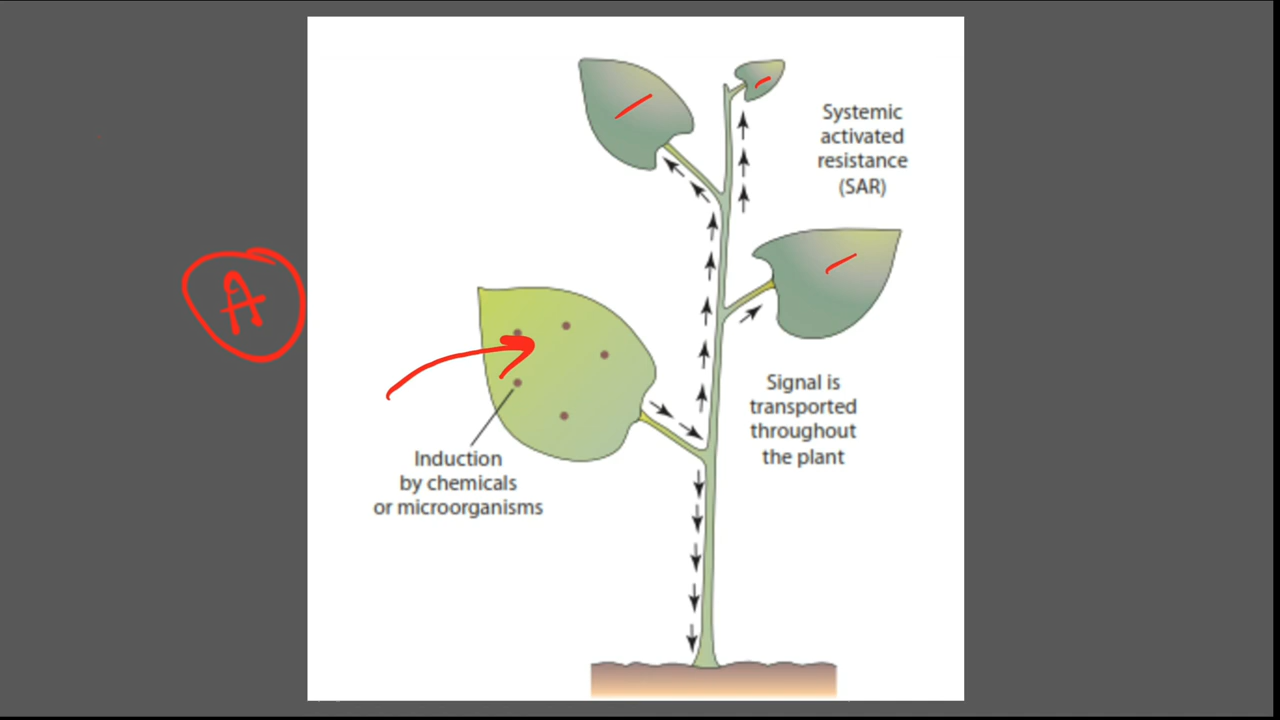 Systemic
activated
resistance
(SAR)
A
Signal is
transported
throughout
the plant
Induction
by chemicals
or microorganisms